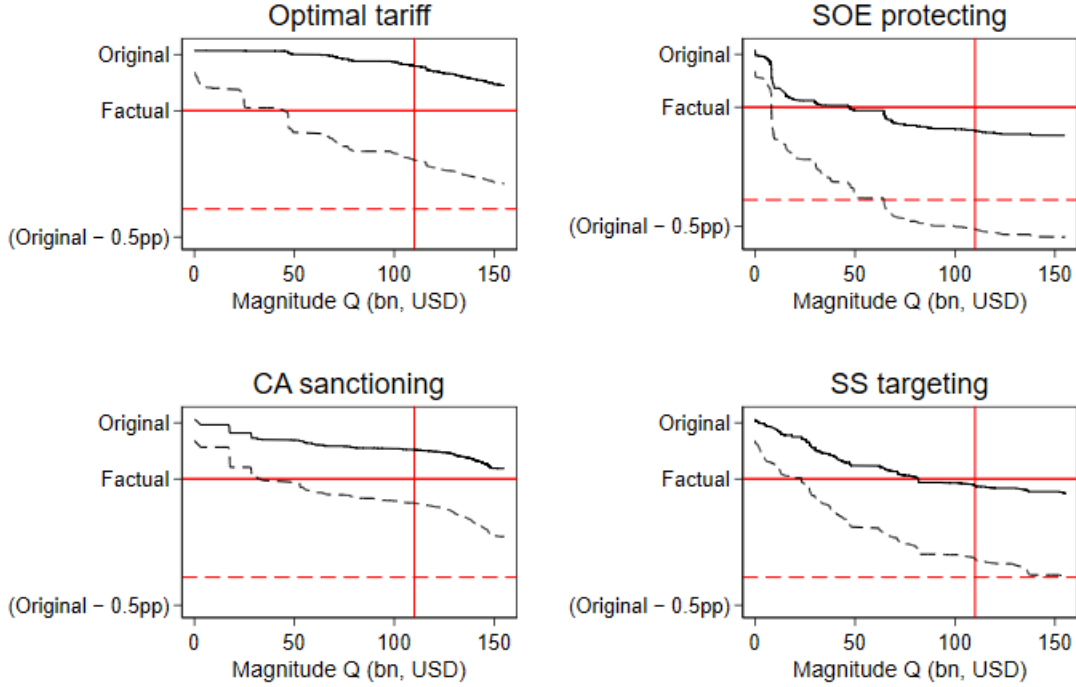 Optimal tariff
Original
Factual
(Original − 0.5pp)
0 50 100 150
Magnitude Q (bn, USD)
SOE protecting
Original
Factual
(Original − 0.5pp)
0 50 100 150
Magnitude Q (bn, USD)
CA sanctioning
Original
Factual
(Original − 0.5pp)
0 50 100 150
Magnitude Q (bn, USD)
SS targeting
Original
Factual
(Original − 0.5pp)
0 50 100 150
Magnitude Q (bn, USD)